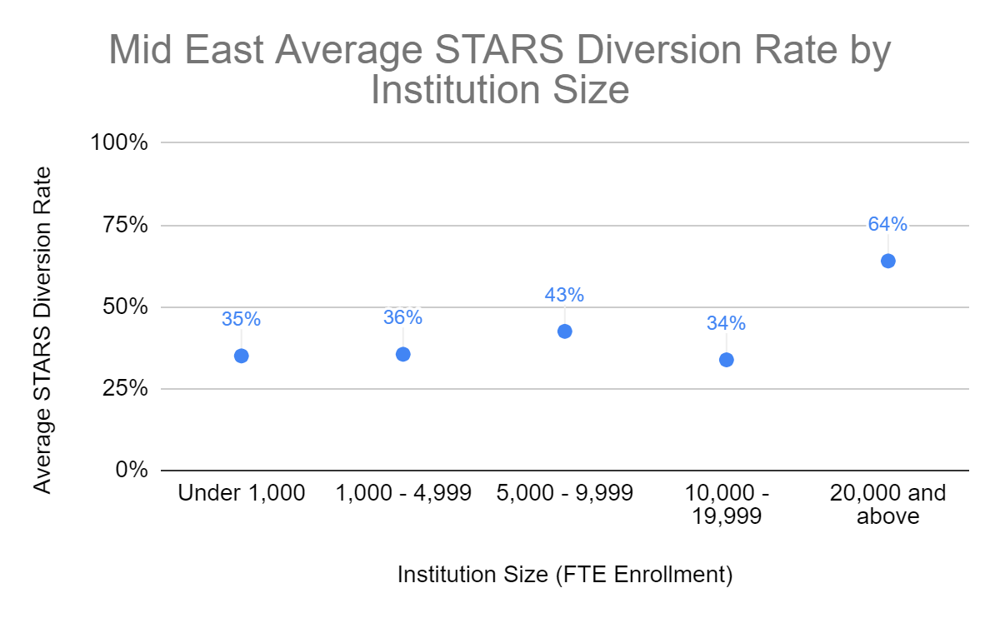 Mid East Average STARS Diversion Rate by
Institution Size
Average STARS Diversion Rate
100%
75%
50%
25%
0%
35%
36%
43%
34%
64%
Under 1,000
1,000 - 4,999
5,000 - 9,999
10,000 -
19,999
20,000 and
above
Institution Size (FTE Enrollment)